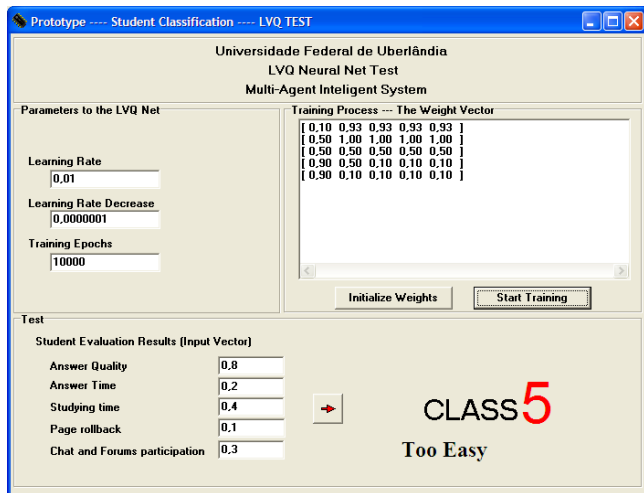 Prototype ---- Student Classification ---- LVQ TEST
Universidade Federal de Uberlândia
LVQ Neural Net Test
Multi-Agent Inteligent System
Parameters to the LVQ Net
Learning Rate
0,01
Learning Rate Decrease
0,0000001
Training Epochs
10000
Training Process --- The Weight Vector
[ 0,10 0,93 0,93 0,93 0,93 ]
[ 0,50 1,00 1,00 1,00 1,00 ]
[ 0,50 0,50 0,50 0,50 0,50 ]
[ 0,90 0,50 0,10 0,10 0,10 ]
[ 0,90 0,10 0,10 0,10 0,10 ]
Initialize Weights
Start Training
Test
Student Evaluation Results (Input Vector)
Answer Quality 0,8
Answer Time 0,2
Studying time 0,4
Page rollback 0,1
Chat and Forums participation 0,3
CLASS 5
Too Easy